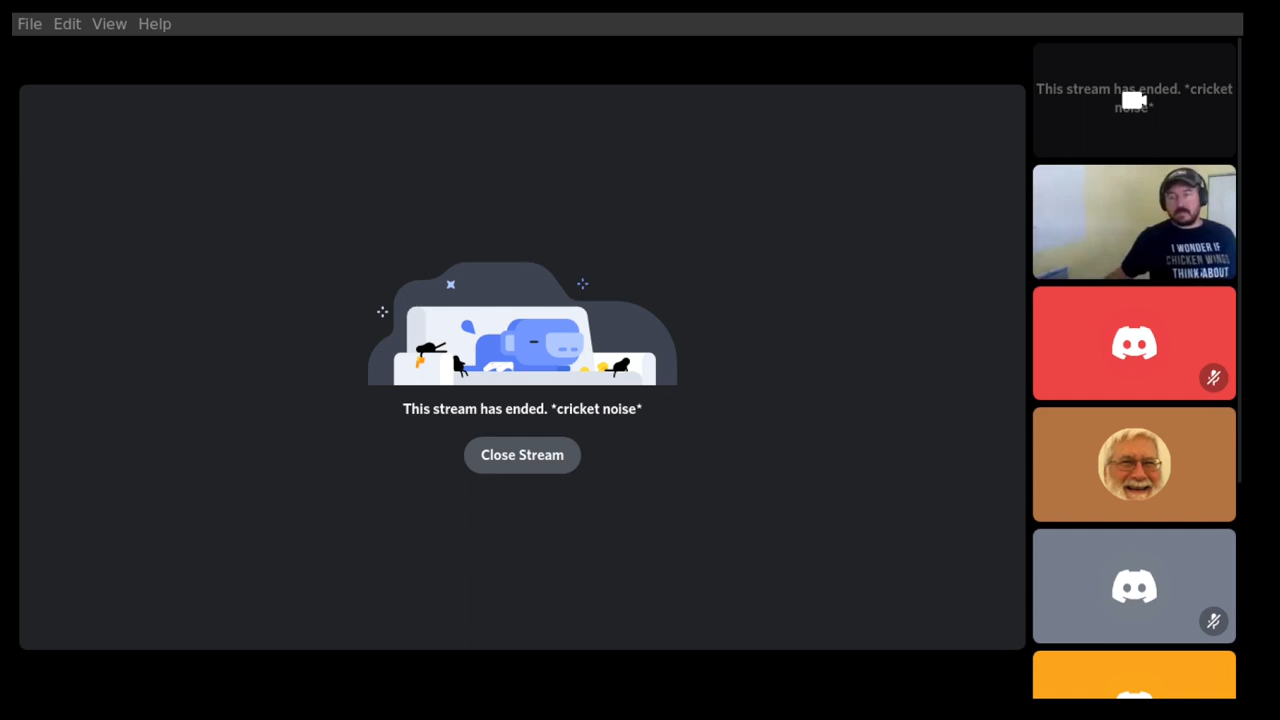 File Edit View Help
This stream has ended. *cricket
noise*
I WONDER IF
CHICKEN WINGS
THINK ABOUT
This stream has ended. *cricket noise*
Close Stream